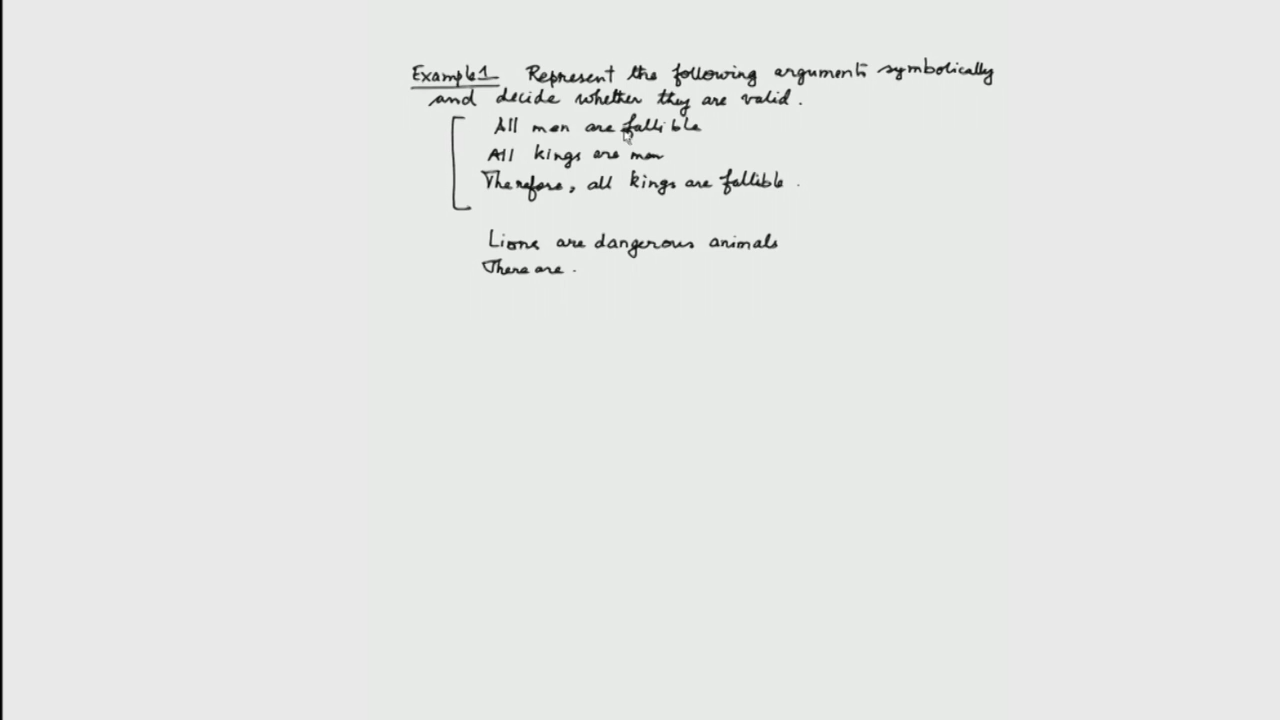 Example 1 Represent the following arguments symbolically
and decide whether they are valid.
All men are fallible
All kings are men
Therefore, all kings are fallible.
Lions are dangerous animals
There are.